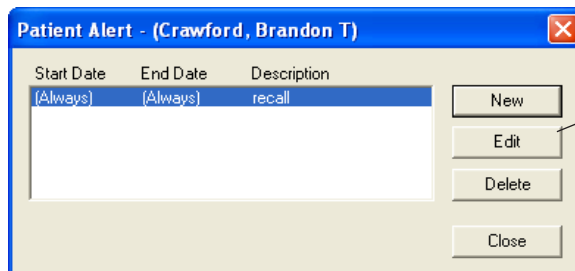 Patient Alert - (Crawford, Brandon T)
Start Date End Date Description
(Always) (Always) recall
New
Edit
Delete
Close